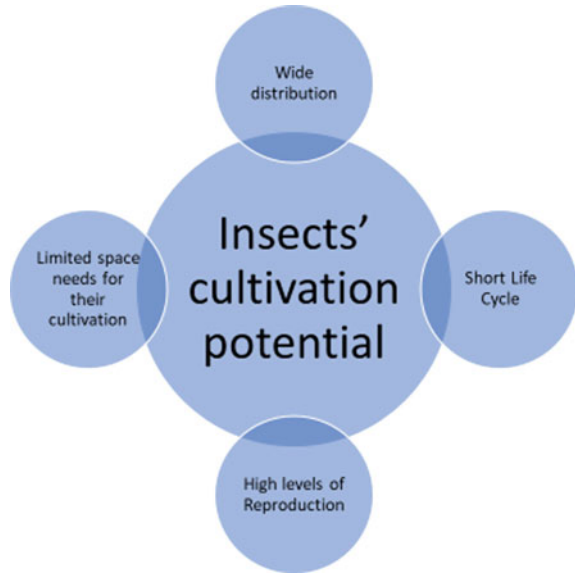 Wide
distribution
Limited space
needs for
their
cultivation
Insects’
cultivation
potential
Short Life
Cycle
High levels of
Reproduction